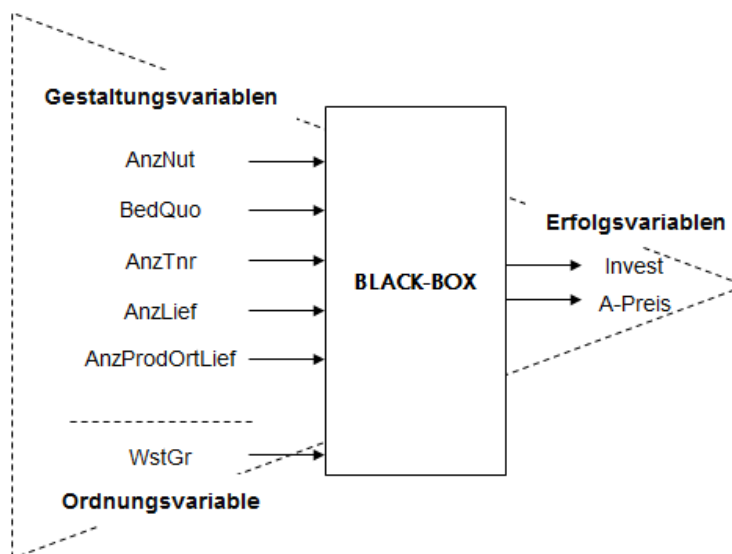 Gestaltungsvariablen
AnzNut
BedQuo
AnzTnr
AnzLief
AnzProdOrtLief
WstGr
Ordnungsvariable
BLACK-BOX
Erfolgsvariablen
Invest
A-Preis